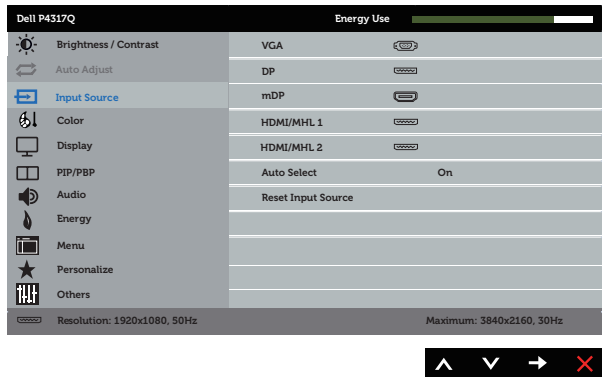 Dell P4317Q Energy Use
Brightness / Contrast VGA
Auto Adjust DP
Input Source mDP
Color HDMI/MHL 1
Display HDMI/MHL 2
PIP/PBP Auto Select On
Audio Reset Input Source
Energy
Menu
Personalize
Others
Resolution: 1920x1080, 50Hz Maximum: 3840x2160, 30Hz